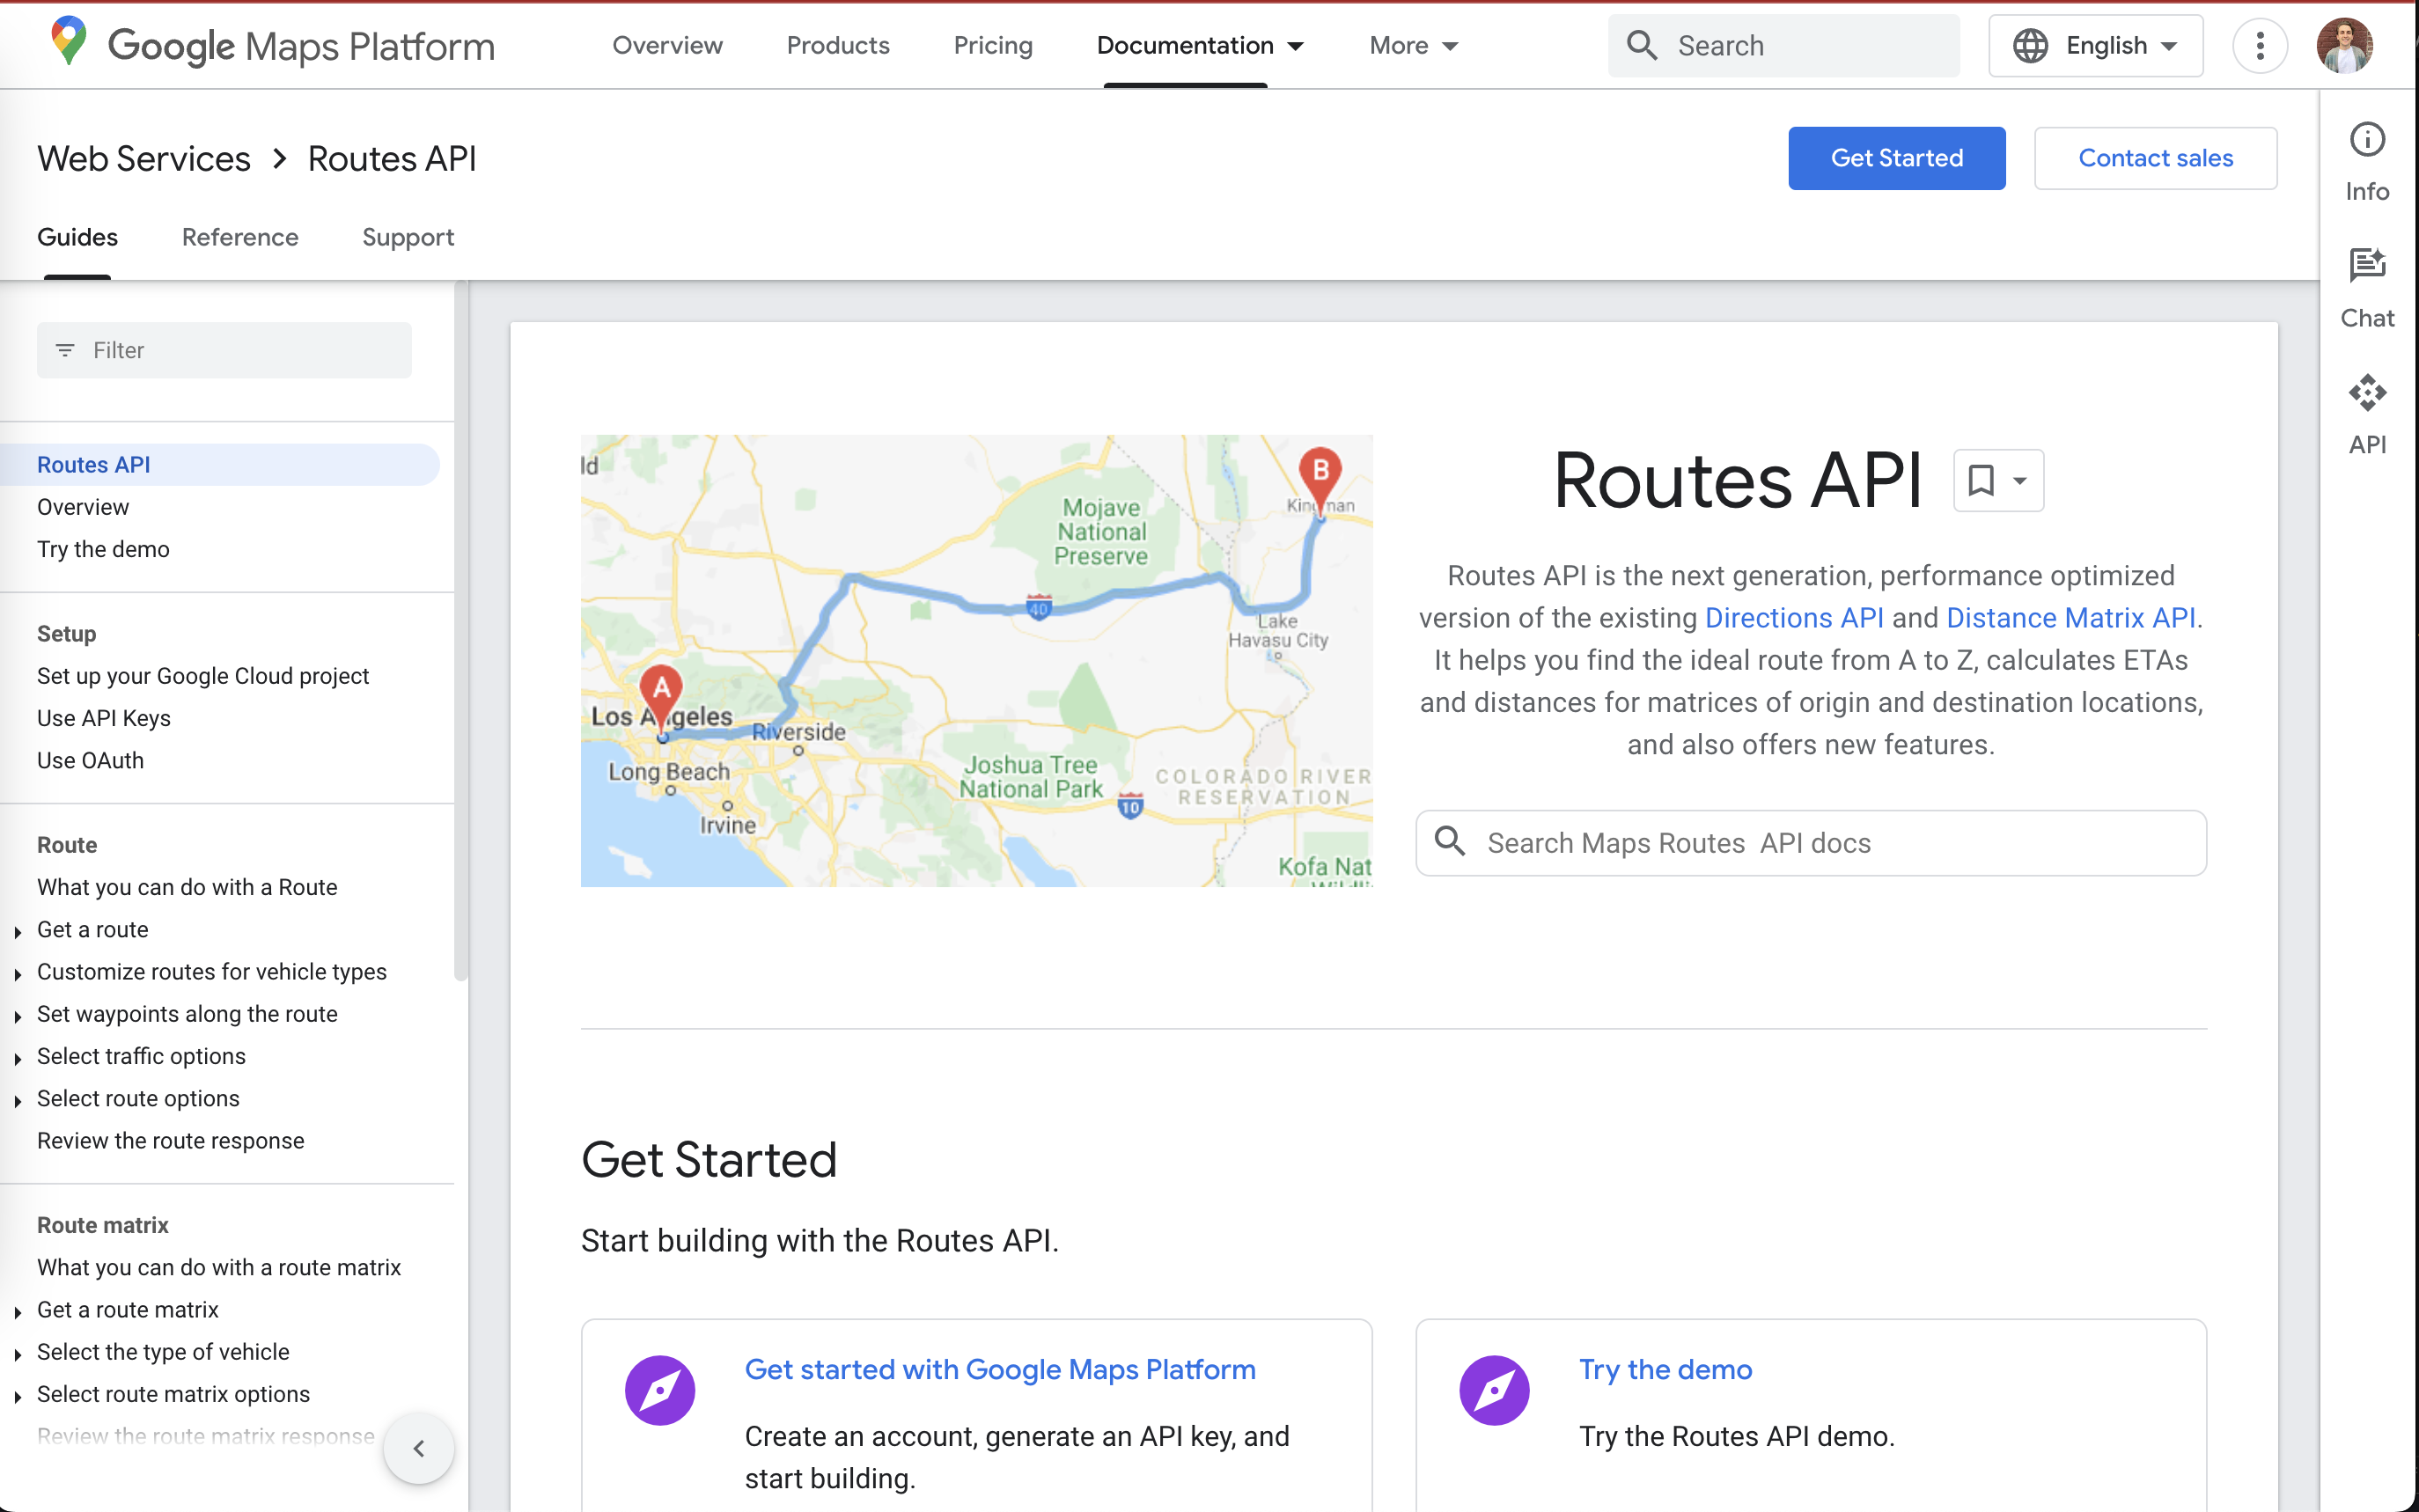 Google Maps Platform
Overview
Products
Pricing
Documentation
More
Search
English
Web Services > Routes API
Get Started
Contact sales
Guides
Reference
Support
Info
Chat
API
Filter
Routes API
Overview
Try the demo
Setup
Set up your Google Cloud project
Use API Keys
Use OAuth
Route
What you can do with a Route
Get a route
Customize routes for vehicle types
Set waypoints along the route
Select traffic options
Select route options
Review the route response
Route matrix
What you can do with a route matrix
Get a route matrix
Select the type of vehicle
Select route matrix options
Review the route matrix response
ld
B
Mojave
National
Preserve
40
Lake
Havasu City
A
Los Angeles
Riverside
Long Beach
Irvine
Joshua Tree
National Park
10
COLORADO RIVER
RESERVATION
Kofa Nat
Routes API
Routes API is the next generation, performance optimized
version of the existing Directions API and Distance Matrix API.
It helps you find the ideal route from A to Z, calculates ETAs
and distances for matrices of origin and destination locations,
and also offers new features.
Search Maps Routes API docs
Get Started
Start building with the Routes API.
Get started with Google Maps Platform
Create an account, generate an API key, and
start building.
Try the demo
Try the Routes API demo.